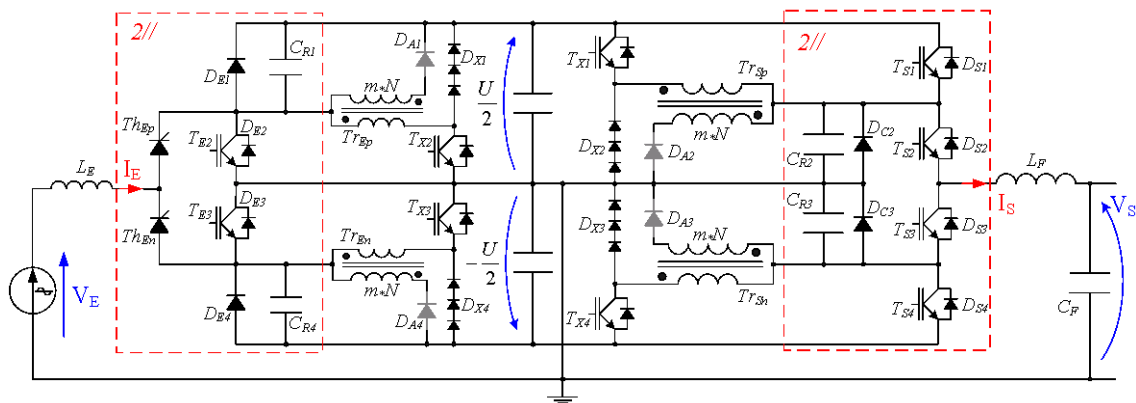 2//
2//
C_R1
D_A1
D_X1
T_X1
Tr_Sp
T_S1
D_S1
D_E1
m*N
U/2
Th_Ep
D_E2
T_E2
Tr_Ep
T_X2
D_X2
D_A2
m*N
C_R2
D_C2
T_S2
D_S2
L_E
I_E
L_F
I_S
V_S
D_E3
T_E3
T_X3
D_X3
D_A3
m*N
C_R3
D_C3
T_S3
D_S3
Th_En
Tr_En
-U/2
V_E
m*N
D_E4
C_R4
D_A4
D_X4
T_X4
Tr_Sn
T_S4
D_S4
C_F